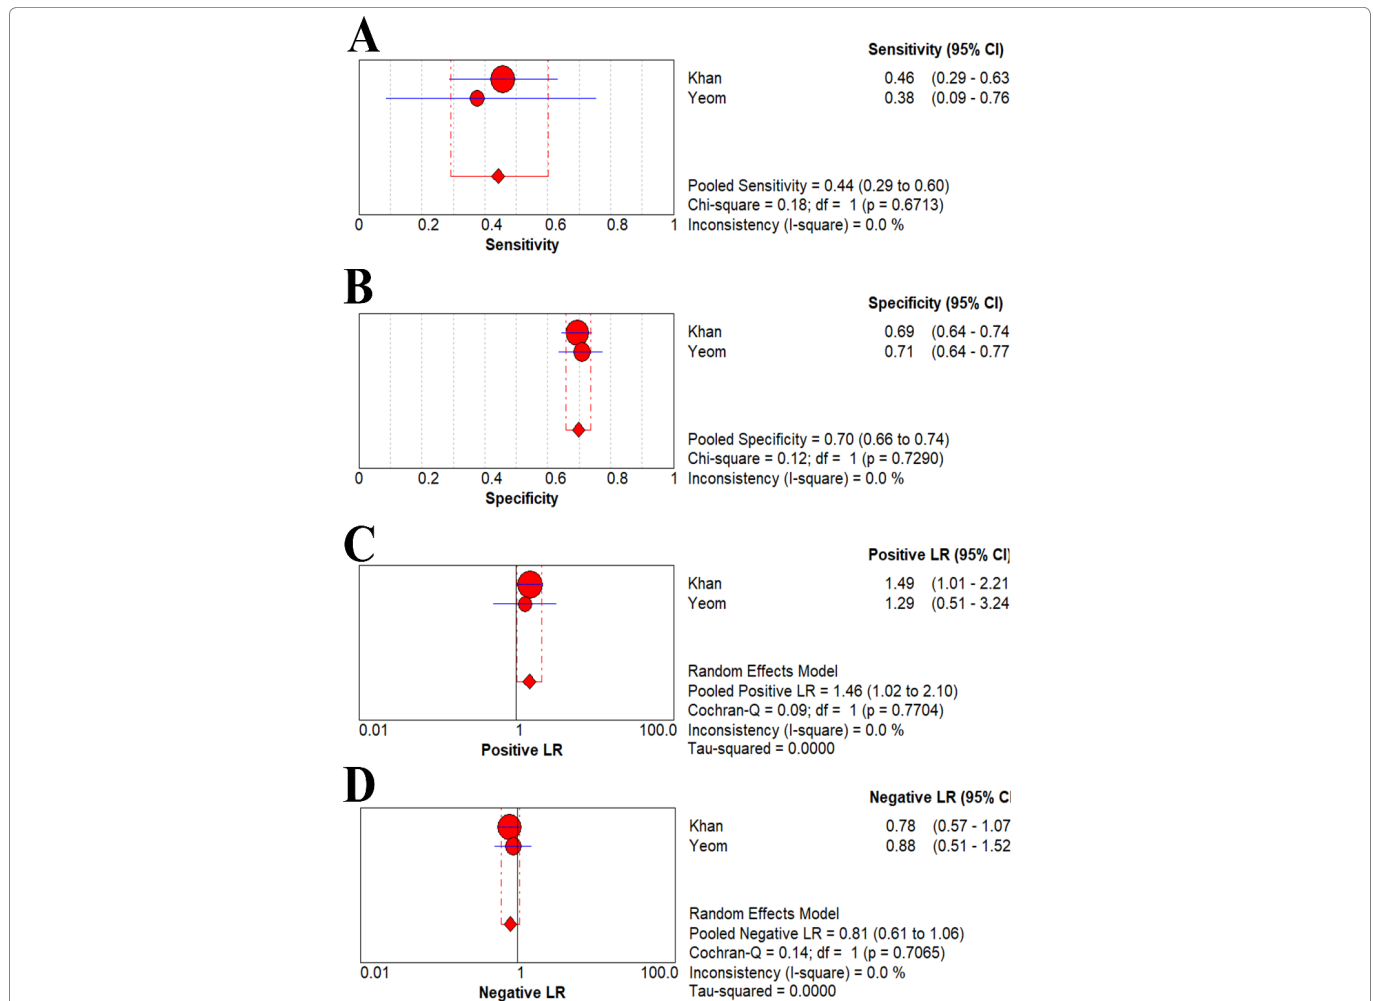 A
Sensitivity (95% CI)
Khan 0.46 (0.29 - 0.63
Yeom 0.38 (0.09 - 0.76
Pooled Sensitivity = 0.44 (0.29 to 0.60)
Chi-square = 0.18; df = 1 (p = 0.6713)
Inconsistency (I-square) = 0.0 %
0 0.2 0.4 0.6 0.8 1
Sensitivity
B
Specificity (95% CI)
Khan 0.69 (0.64 - 0.74
Yeom 0.71 (0.64 - 0.77
Pooled Specificity = 0.70 (0.66 to 0.74)
Chi-square = 0.12; df = 1 (p = 0.7290)
Inconsistency (I-square) = 0.0 %
0 0.2 0.4 0.6 0.8 1
Specificity
C
Positive LR (95% CI)
Khan 1.49 (1.01 - 2.21
Yeom 1.29 (0.51 - 3.24
Random Effects Model
Pooled Positive LR = 1.46 (1.02 to 2.10)
Cochran-Q = 0.09; df = 1 (p = 0.7704)
Inconsistency (I-square) = 0.0 %
Tau-squared = 0.0000
0.01 1 100.0
Positive LR
D
Negative LR (95% CI
Khan 0.78 (0.57 - 1.07
Yeom 0.88 (0.51 - 1.52
Random Effects Model
Pooled Negative LR = 0.81 (0.61 to 1.06)
Cochran-Q = 0.14; df = 1 (p = 0.7065)
Inconsistency (I-square) = 0.0 %
Tau-squared = 0.0000
0.01 1 100.0
Negative LR